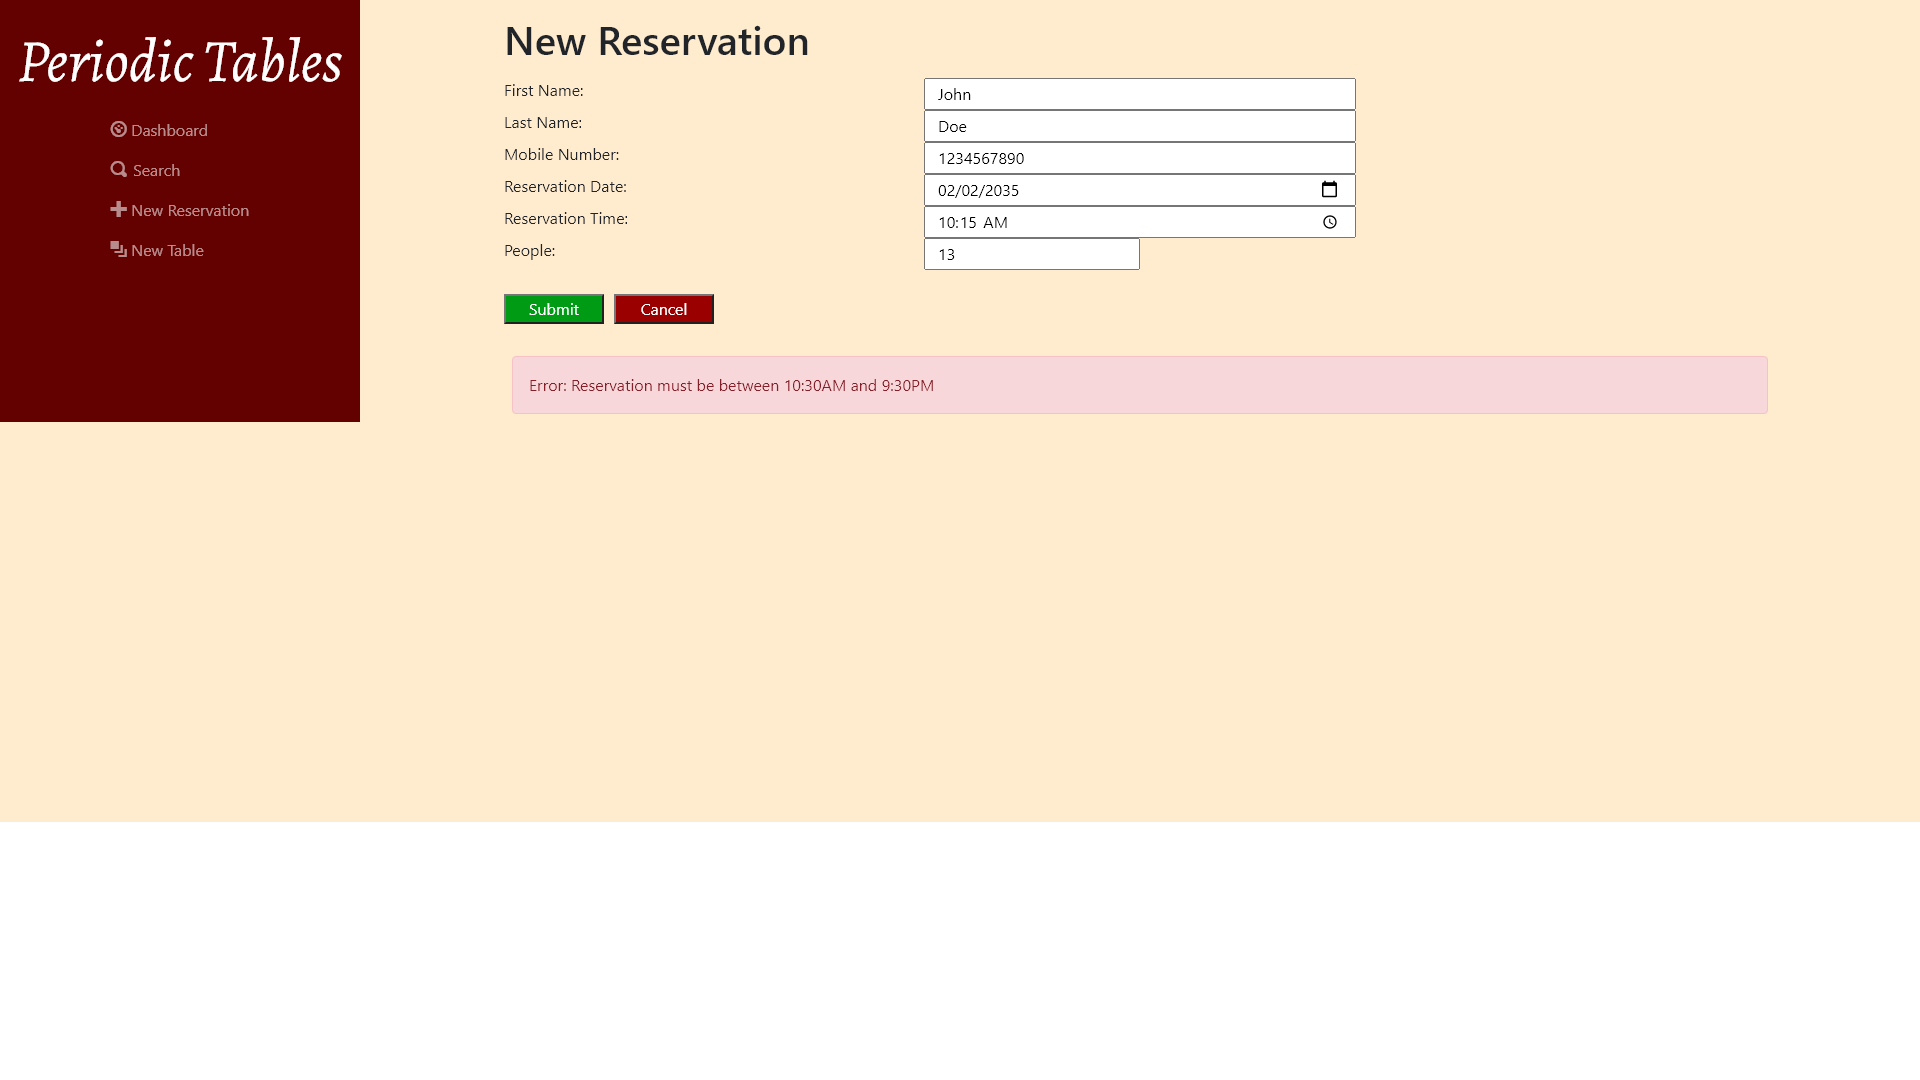 Periodic Tables
Dashboard
Search
New Reservation
New Table
New Reservation
First Name: John
Last Name: Doe
Mobile Number: 1234567890
Reservation Date: 02/02/2035
Reservation Time: 10:15 AM
People: 13
Submit Cancel
Error: Reservation must be between 10:30AM and 9:30PM